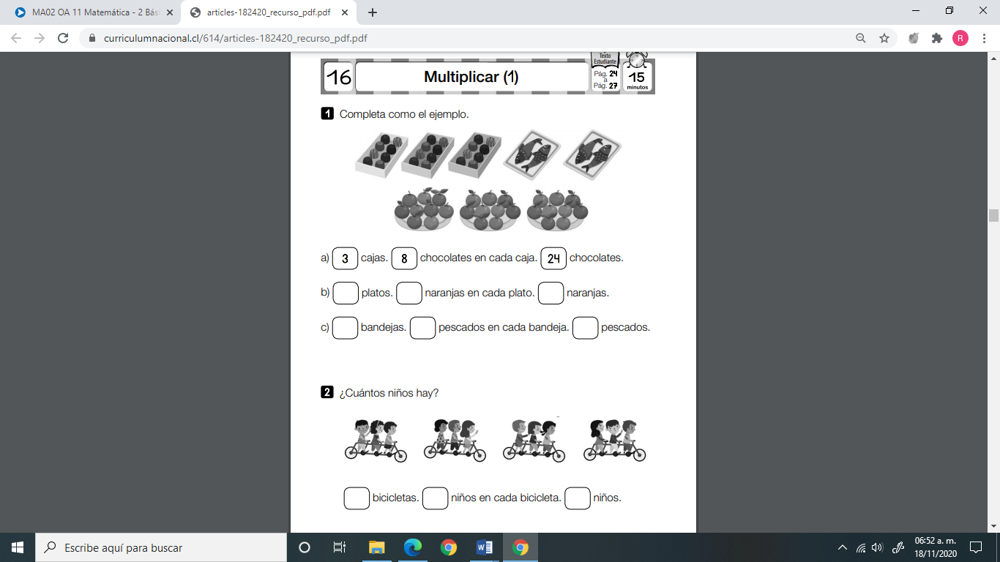 MA02 OA 11 Matemática - 2 Bás
articles-182420_recurso_pdf.pdf
curriculumnacional.cl/614/articles-182420_recurso_pdf.pdf
R
16
Multiplicar (1)
Texto
Estudiante
Pág. 24
a
Pág. 27
15
minutos
1 Completa como el ejemplo.
a) 3 cajas. 8 chocolates en cada caja. 24 chocolates.
b) platos. naranjas en cada plato. naranjas.
c) bandejas. pescados en cada bandeja. pescados.
2 ¿Cuántos niños hay?
bicicletas. niños en cada bicicleta. niños.
Escribe aquí para buscar
06:52 a. m.
18/11/2020